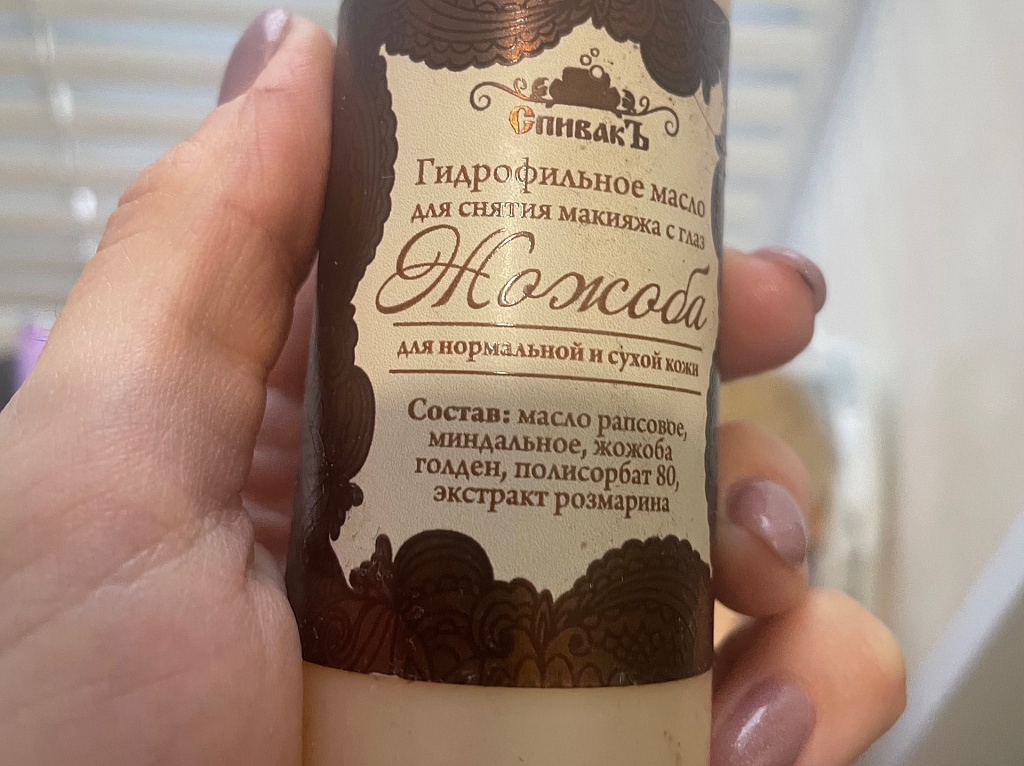 СпивакЪ
Гидрофильное масло
для снятия макияжа с глаз
Жожоба
для нормальной и сухой кожи
Состав: масло рапсовое,
миндальное, жожоба
голден, полисорбат 80,
экстракт розмарина